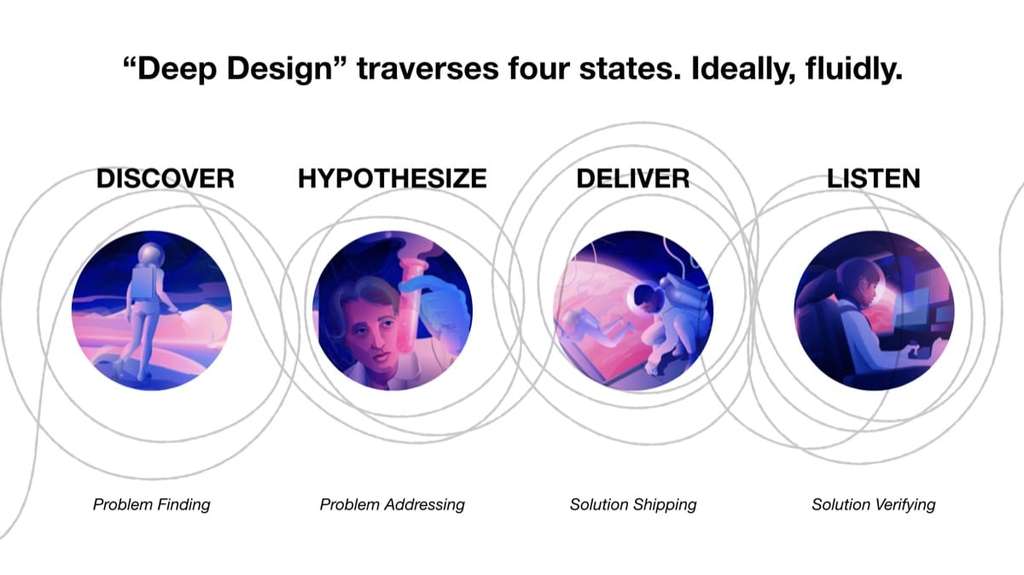 “Deep Design” traverses four states. Ideally, fluidly.
DISCOVER
HYPOTHESIZE
DELIVER
LISTEN
Problem Finding
Problem Addressing
Solution Shipping
Solution Verifying